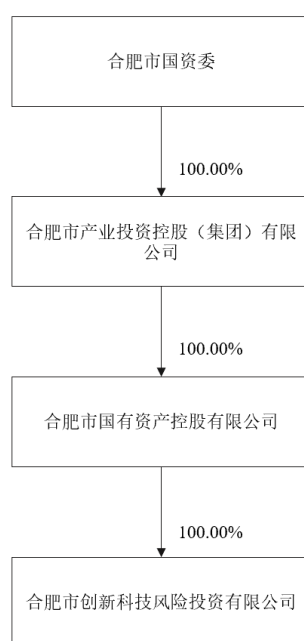 合肥市国资委
100.00%
合肥市产业投资控股（集团）有限
公司
100.00%
合肥市国有资产控股有限公司
100.00%
合肥市创新科技风险投资有限公司